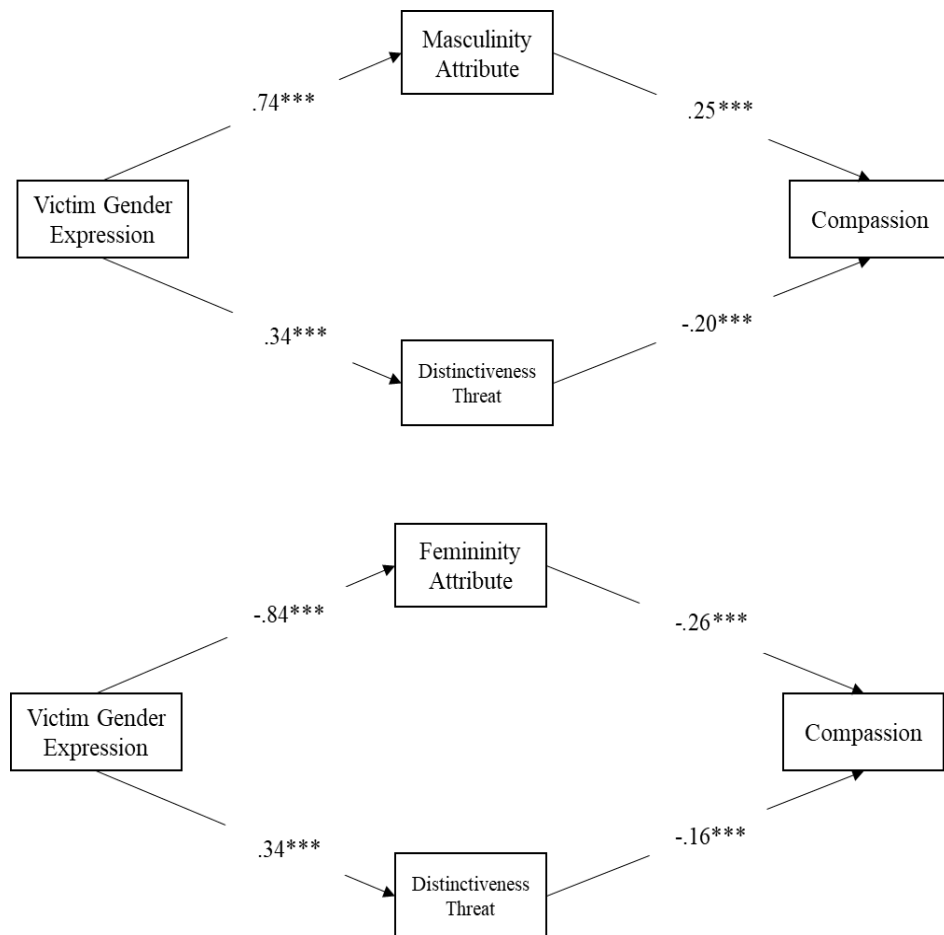 Masculinity
Attribute
.74***
.25***
Victim Gender
Expression
Compassion
.34***
-.20***
Distinctiveness
Threat
Femininity
Attribute
-.84***
-.26***
Victim Gender
Expression
Compassion
.34***
-.16***
Distinctiveness
Threat